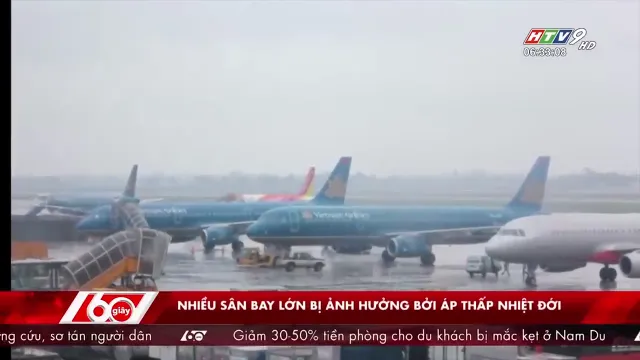 HTV9 HD
06:33:08
60 giây
NHIỀU SÂN BAY LỚN BỊ ẢNH HƯỞNG BỞI ÁP THẤP NHIỆT ĐỚI
cứu, sơ tán người dân 60 Giảm 30-50% tiền phòng cho du khách bị mắc kẹt ở Nam Du